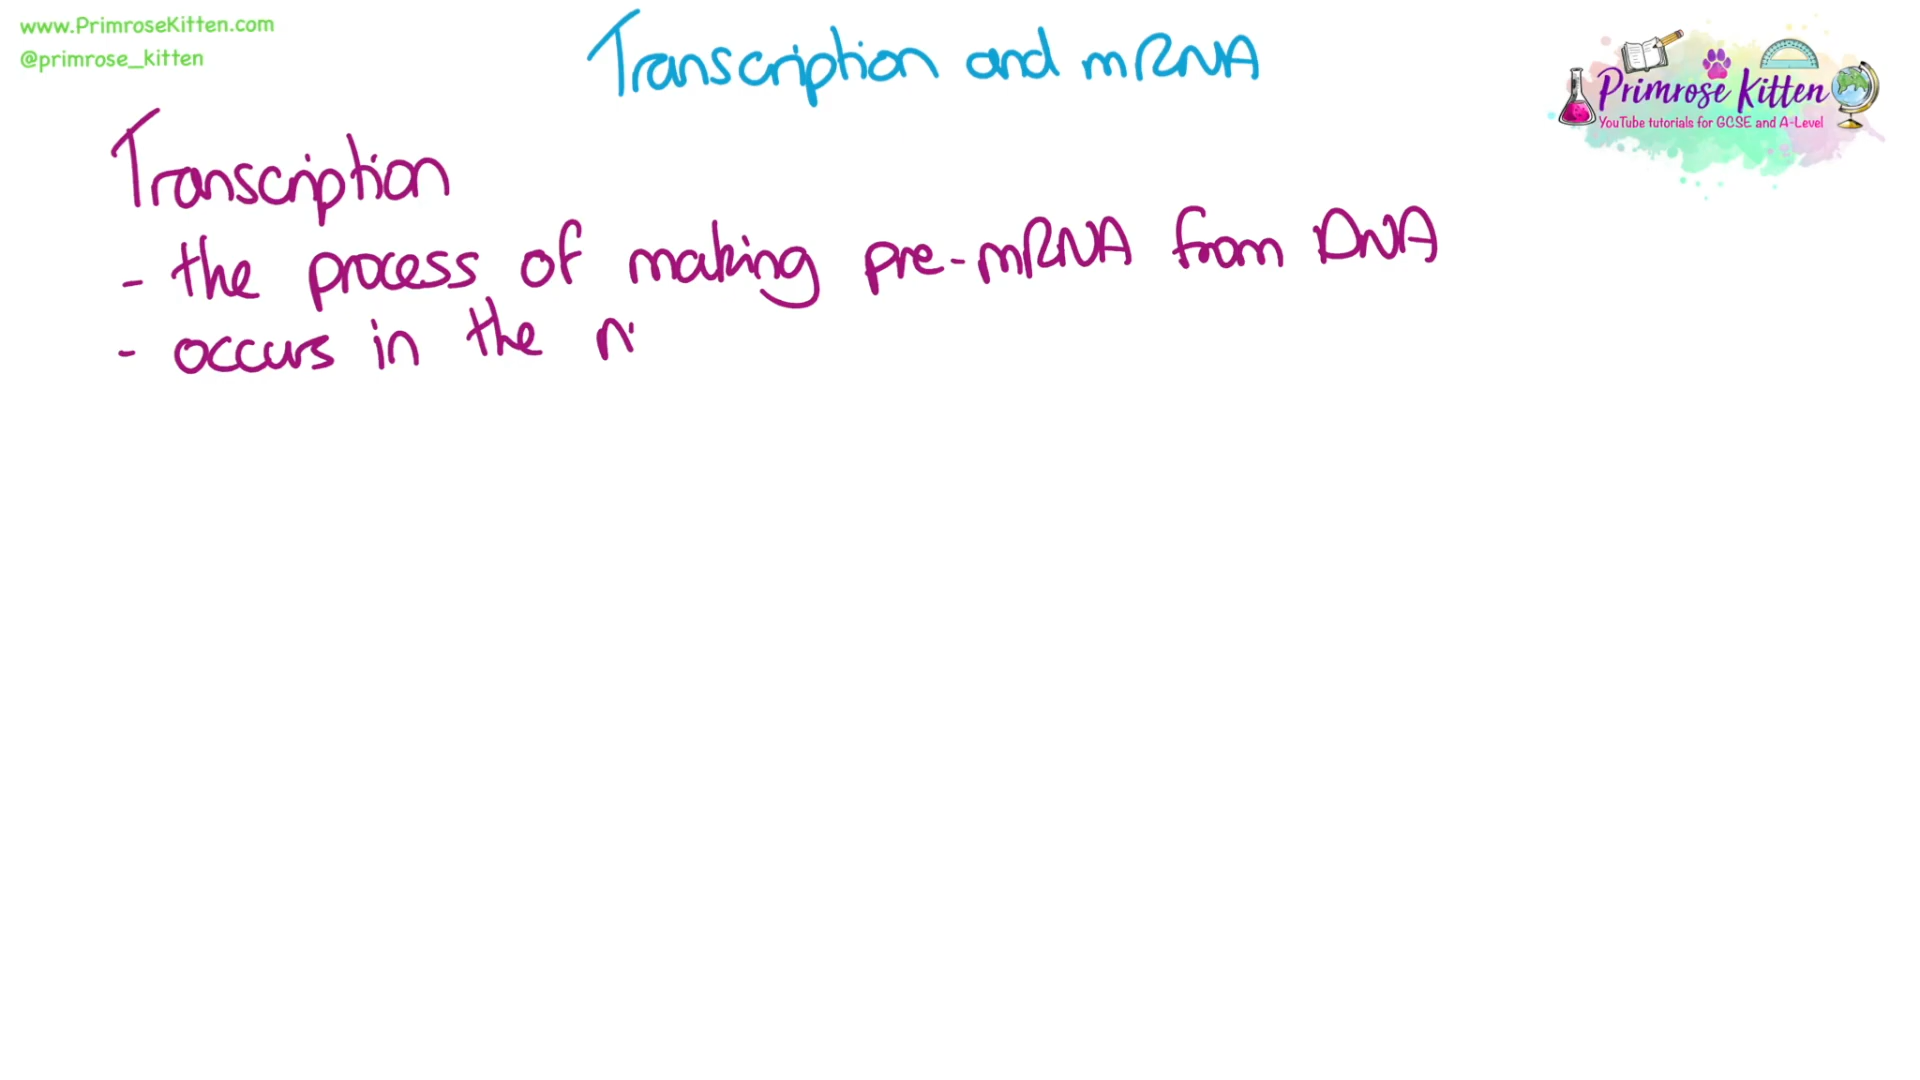 www.PrimroseKitten.com
@primrose_kitten
Transcription and mRNA
Primrose Kitten
YouTube tutorials for GCSE and A-Level
Transcription
- the process of making pre-mRNA from DNA
- occurs in the n